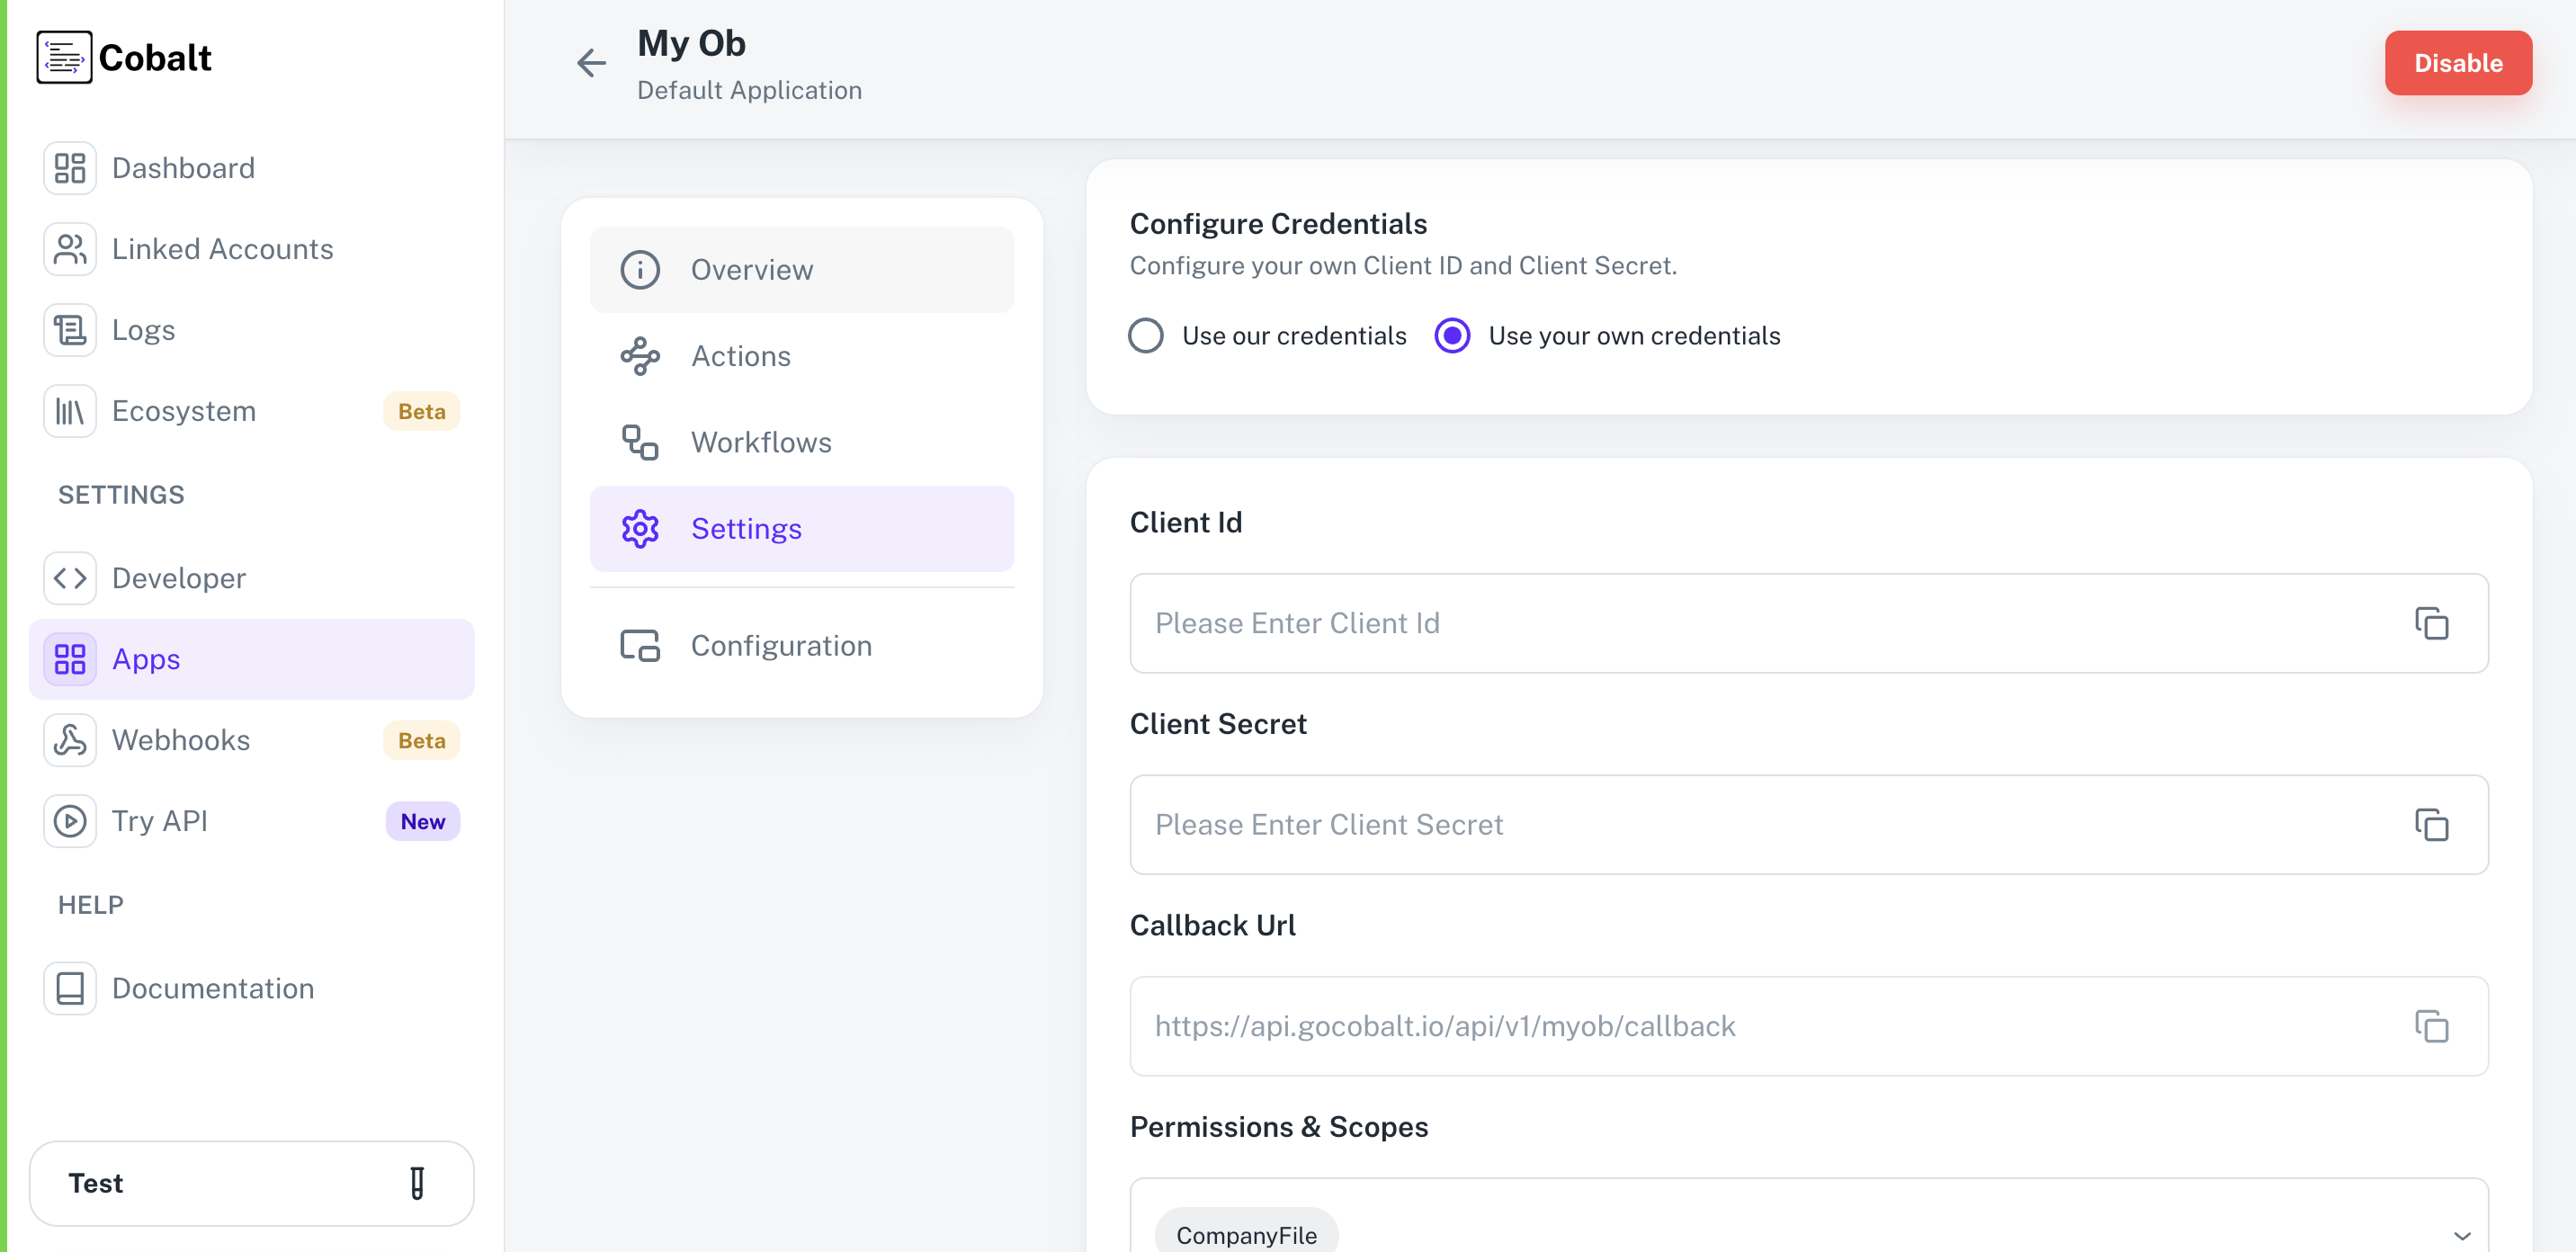 Cobalt
Dashboard
Linked Accounts
Logs
Ecosystem
Beta
SETTINGS
Developer
Apps
Webhooks
Beta
Try API
New
HELP
Documentation
Test
My Ob
Default Application
Disable
Overview
Actions
Workflows
Settings
Configuration
Configure Credentials
Configure your own Client ID and Client Secret.
Use our credentials
Use your own credentials
Client Id
Please Enter Client Id
Client Secret
Please Enter Client Secret
Callback Url
https://api.gocobalt.io/api/v1/myob/callback
Permissions & Scopes
CompanyFile